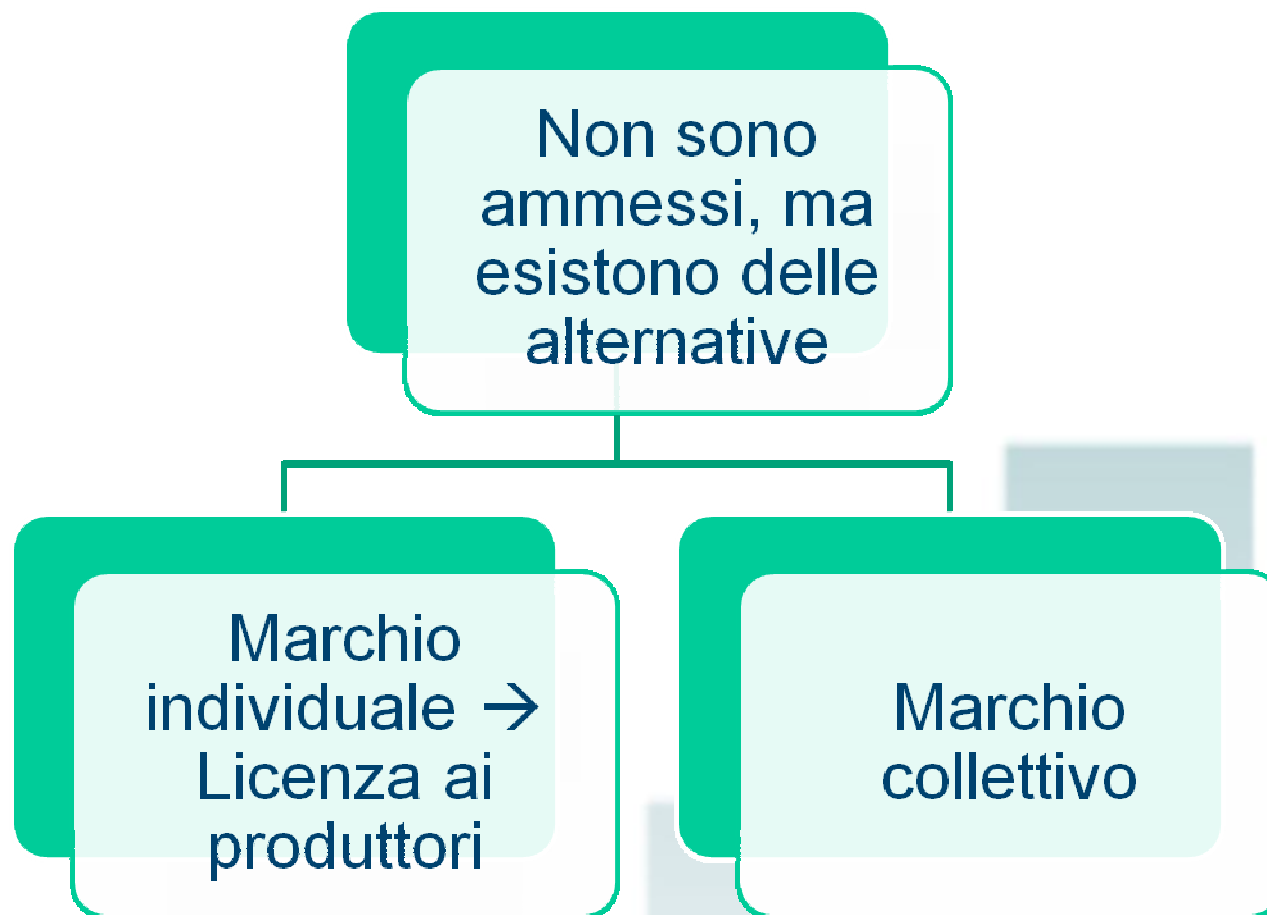 Non sono
ammessi, ma
esistono delle
alternative
Marchio
individuale →
Licenza ai
produttori
Marchio
collettivo